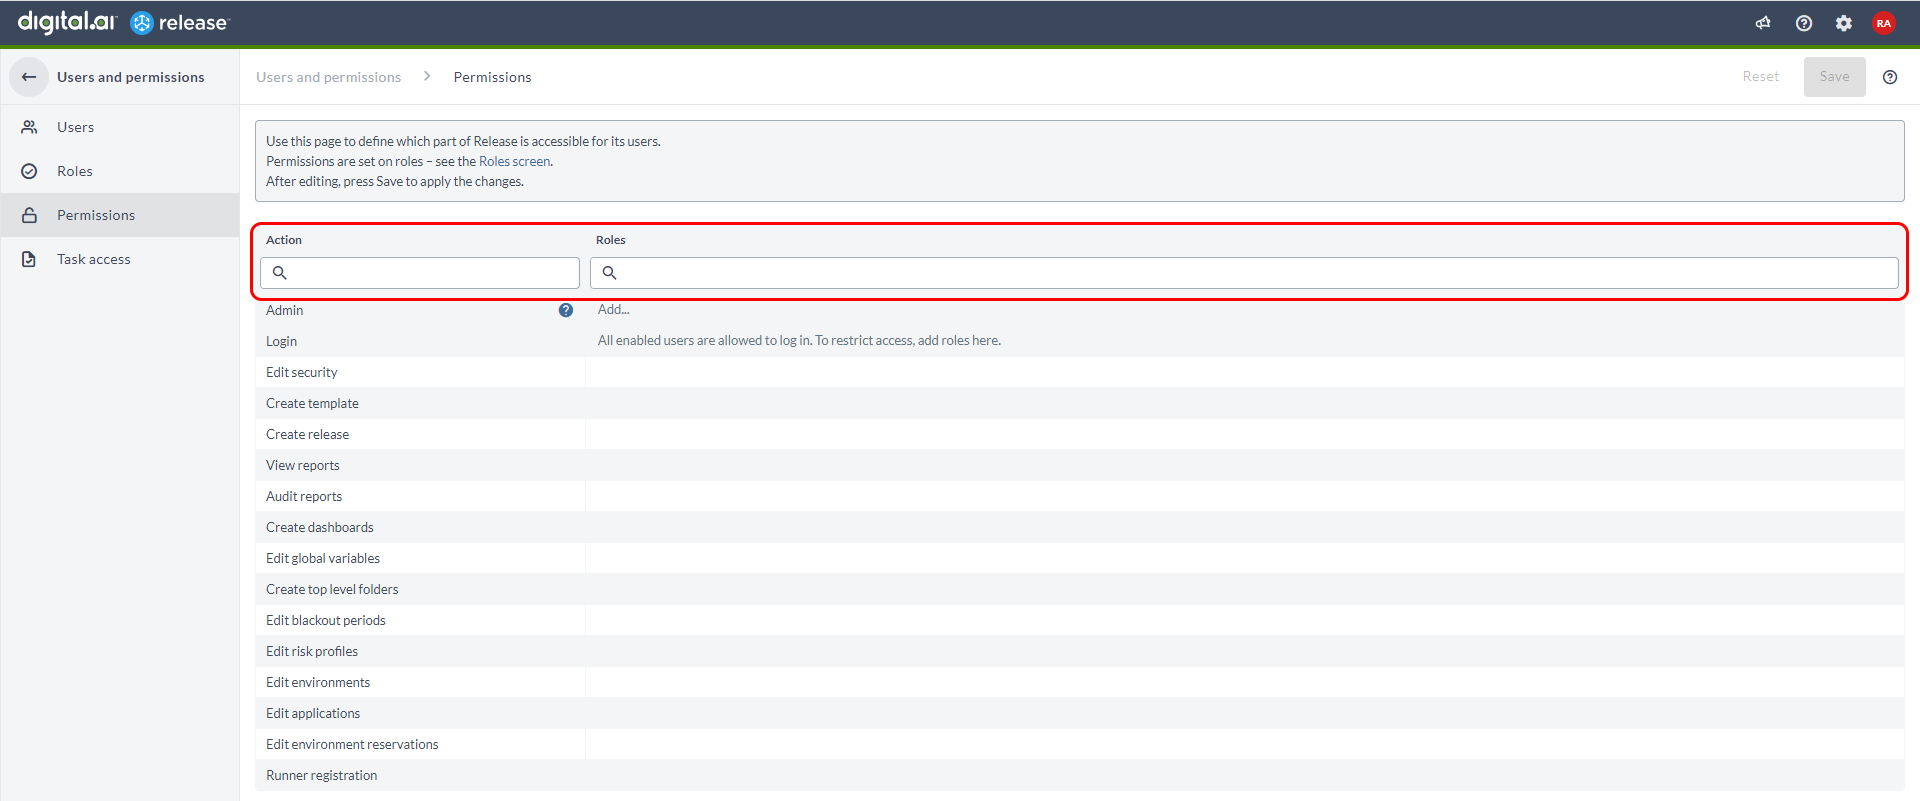 digital.ai release
RA
Users and permissions
Users and permissions > Permissions
Reset
Save
Users
Roles
Permissions
Task access
Use this page to define which part of Release is accessible for its users.
Permissions are set on roles – see the Roles screen.
After editing, press Save to apply the changes.
Action
Roles
Admin
Add...
Login
All enabled users are allowed to log in. To restrict access, add roles here.
Edit security
Create template
Create release
View reports
Audit reports
Create dashboards
Edit global variables
Create top level folders
Edit blackout periods
Edit risk profiles
Edit environments
Edit applications
Edit environment reservations
Runner registration